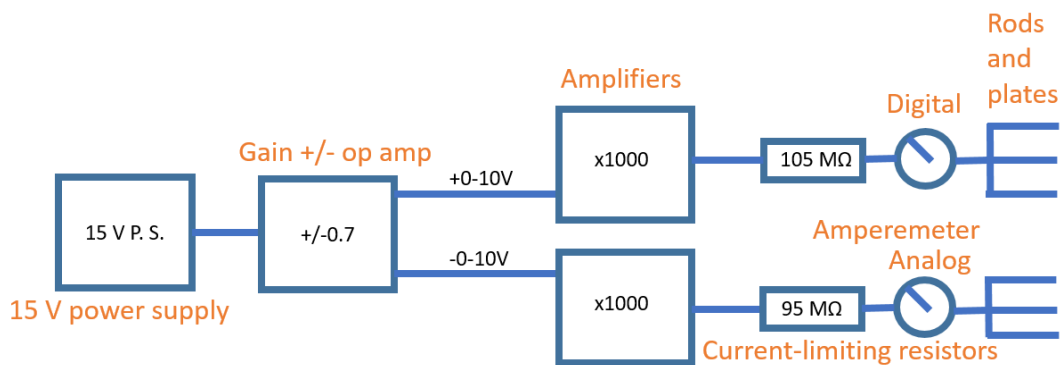 Rods
and
plates
Amplifiers
Digital
Gain +/- op amp
x1000
105 MΩ
+0-10V
15 V P. S.
+/-0.7
Amperemeter
Analog
-0-10V
x1000
95 MΩ
15 V power supply
Current-limiting resistors